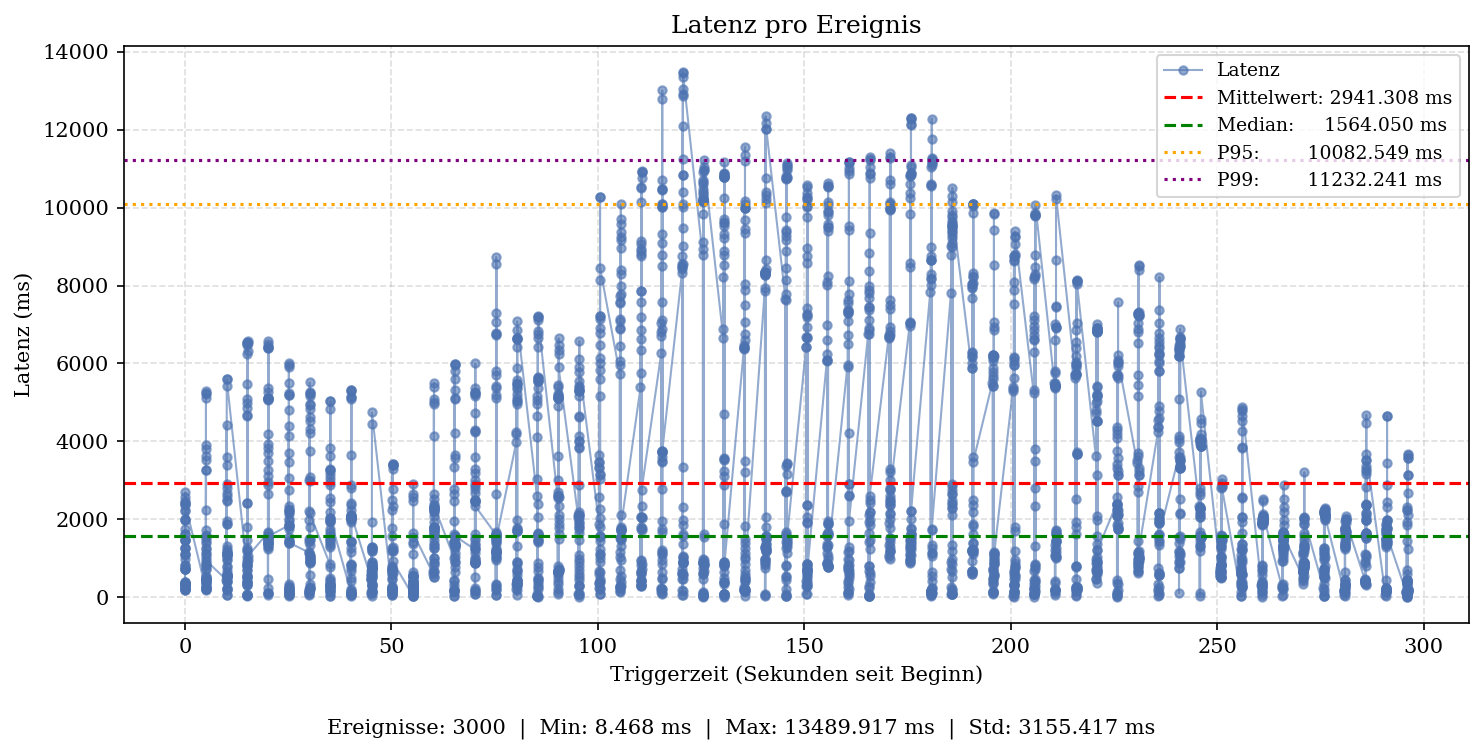 Latenz pro Ereignis
14000
12000
10000
8000
6000
4000
2000
0
Latenz (ms)
Latenz
Mittelwert: 2941.308 ms
Median: 1564.050 ms
P95: 10082.549 ms
P99: 11232.241 ms
0 50 100 150 200 250 300
Triggerzeit (Sekunden seit Beginn)
Ereignisse: 3000 | Min: 8.468 ms | Max: 13489.917 ms | Std: 3155.417 ms